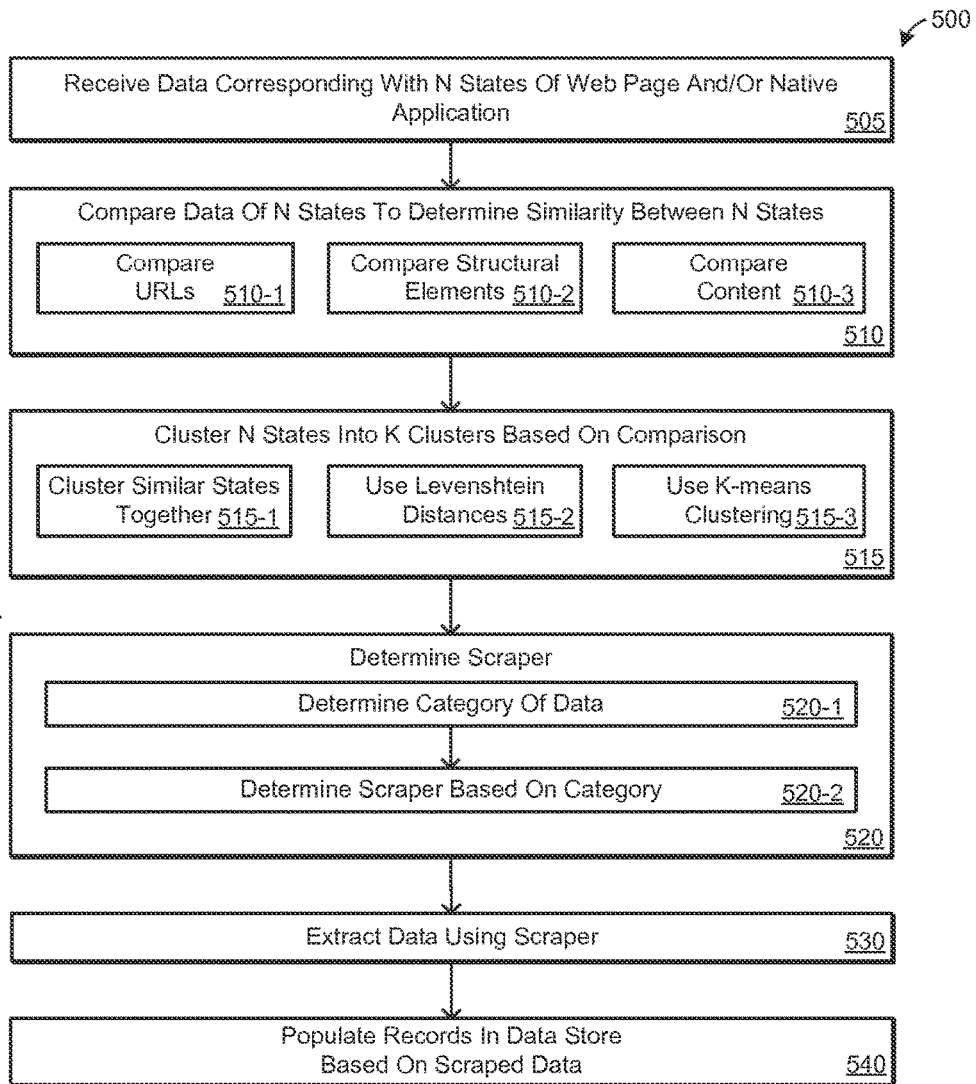 500
Receive Data Corresponding With N States Of Web Page And/Or Native
Application
505
Compare Data Of N States To Determine Similarity Between N States
Compare
URLs 510-1
Compare Structural
Elements 510-2
Compare
Content 510-3
510
Cluster N States Into K Clusters Based On Comparison
Cluster Similar States
Together 515-1
Use Levenshtein
Distances 515-2
Use K-means
Clustering 515-3
515
Determine Scraper
Determine Category Of Data 520-1
Determine Scraper Based On Category 520-2
520
Extract Data Using Scraper 530
Populate Records In Data Store
Based On Scraped Data 540